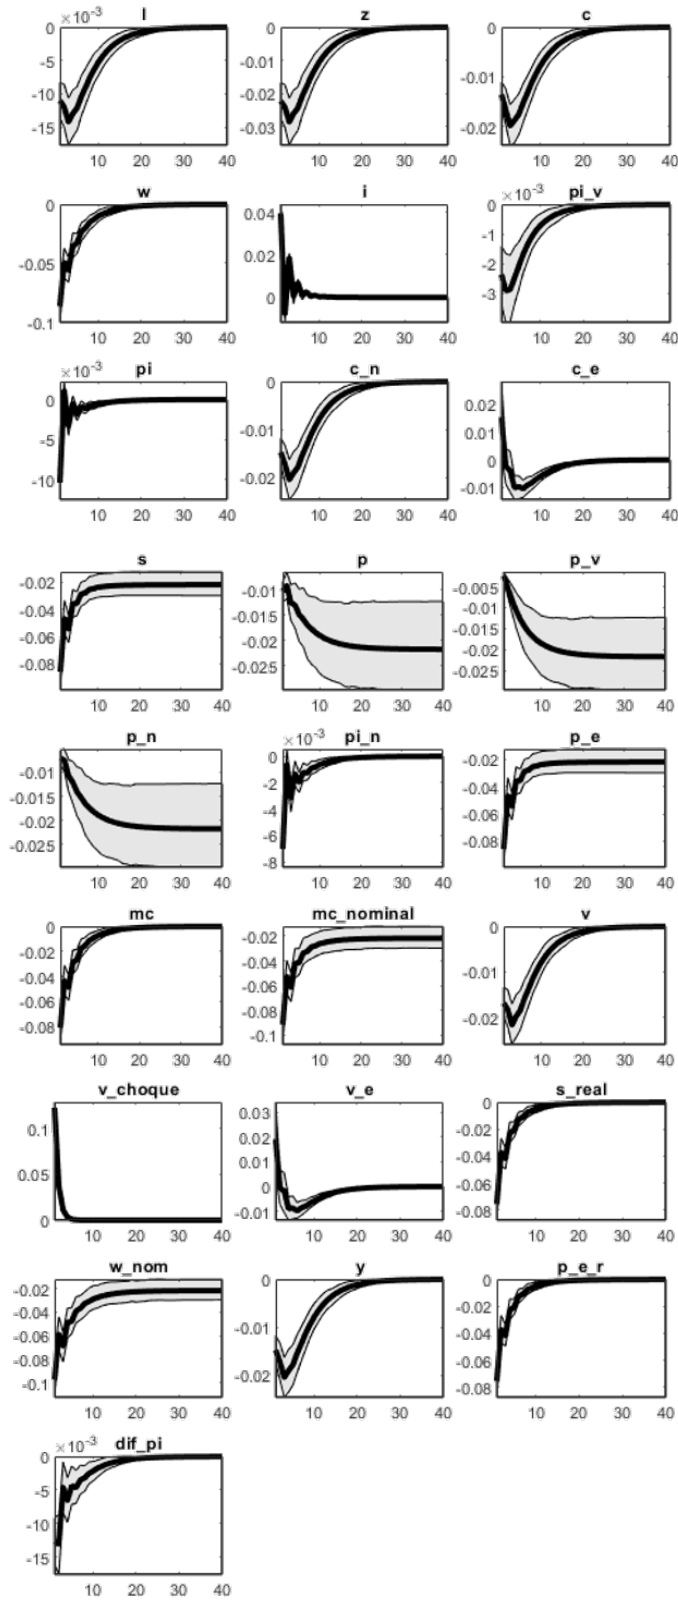 l
×10-3
0
-5
-10
-15
10 20 30 40
z
0
-0.01
-0.02
-0.03
10 20 30 40
c
0
-0.01
-0.02
10 20 30 40
w
0
-0.05
-0.1
10 20 30 40
i
0.04
0.02
0
10 20 30 40
pi_v
×10-3
0
-1
-2
-3
10 20 30 40
pi
×10-3
0
-5
-10
10 20 30 40
c_n
0
-0.01
-0.02
10 20 30 40
c_e
0.02
0.01
0
-0.01
10 20 30 40
s
-0.02
-0.04
-0.06
-0.08
10 20 30 40
p
-0.01
-0.015
-0.02
-0.025
10 20 30 40
p_v
-0.005
-0.01
-0.015
-0.02
-0.025
10 20 30 40
p_n
-0.01
-0.015
-0.02
-0.025
10 20 30 40
pi_n
×10-3
0
-2
-4
-6
-8
10 20 30 40
p_e
-0.02
-0.04
-0.06
-0.08
10 20 30 40
mc
0
-0.02
-0.04
-0.06
-0.08
10 20 30 40
mc_nominal
-0.02
-0.04
-0.06
-0.08
-0.1
10 20 30 40
v
0
-0.01
-0.02
10 20 30 40
v_choque
0.1
0.05
0
10 20 30 40
v_e
0.03
0.02
0.01
0
-0.01
10 20 30 40
s_real
0
-0.02
-0.04
-0.06
-0.08
10 20 30 40
w_nom
-0.02
-0.04
-0.06
-0.08
-0.1
10 20 30 40
y
0
-0.01
-0.02
10 20 30 40
p_e_r
0
-0.02
-0.04
-0.06
-0.08
10 20 30 40
dif_pi
×10-3
0
-5
-10
-15
10 20 30 40